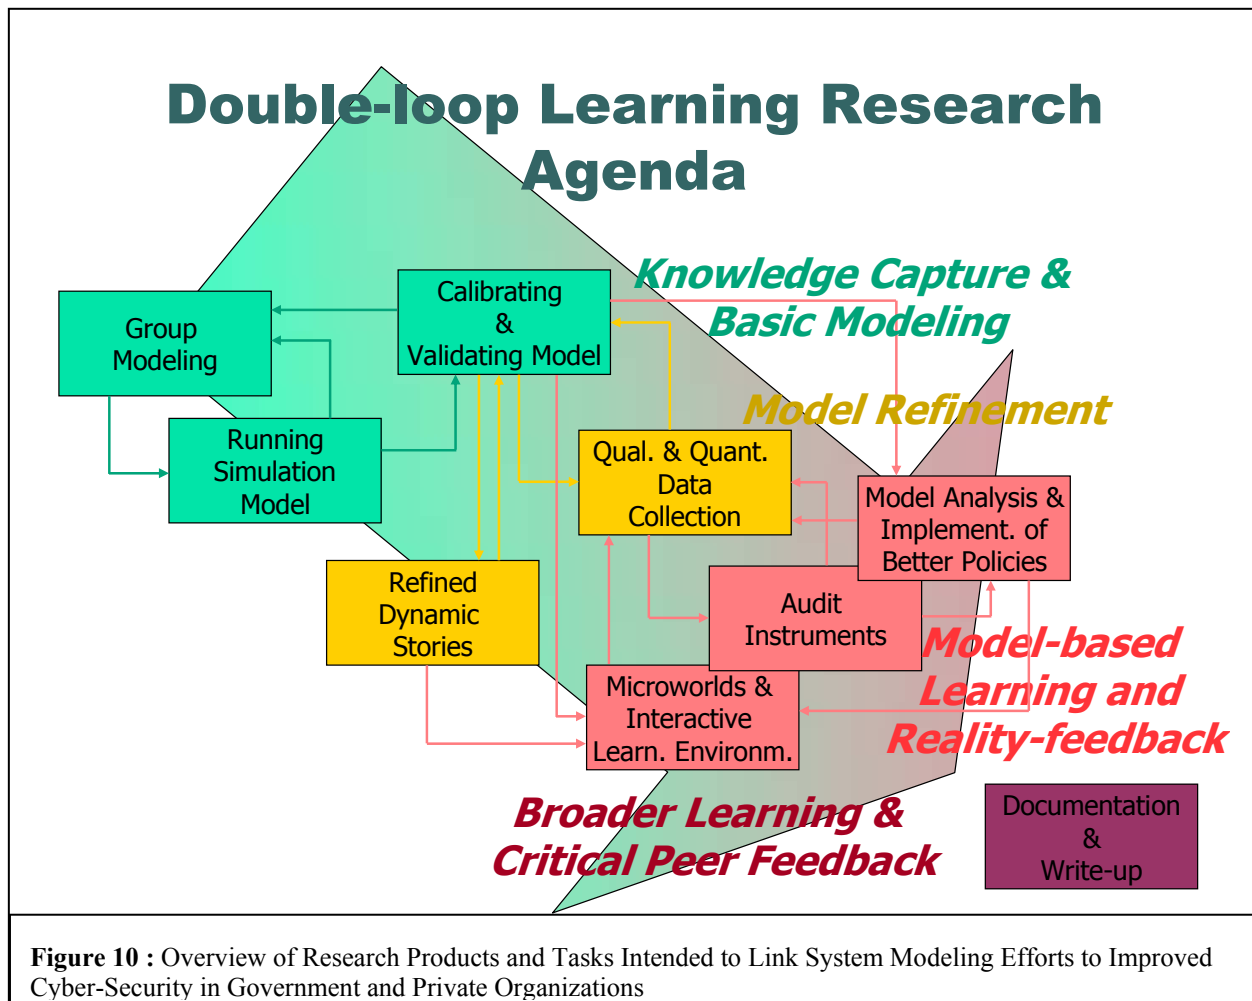 Double-loop Learning Research
Agenda
Knowledge Capture &
Basic Modeling
Calibrating
&
Validating Model
Group
Modeling
Model Refinement
Running
Simulation
Model
Qual. & Quant.
Data
Collection
Model Analysis &
Implement. of
Better Policies
Refined
Dynamic
Stories
Audit
Instruments
Model-based
Learning and
Reality-feedback
Microworlds &
Interactive
Learn. Environm.
Broader Learning &
Critical Peer Feedback
Documentation
&
Write-up
Figure 10 : Overview of Research Products and Tasks Intended to Link System Modeling Efforts to Improved
Cyber-Security in Government and Private Organizations